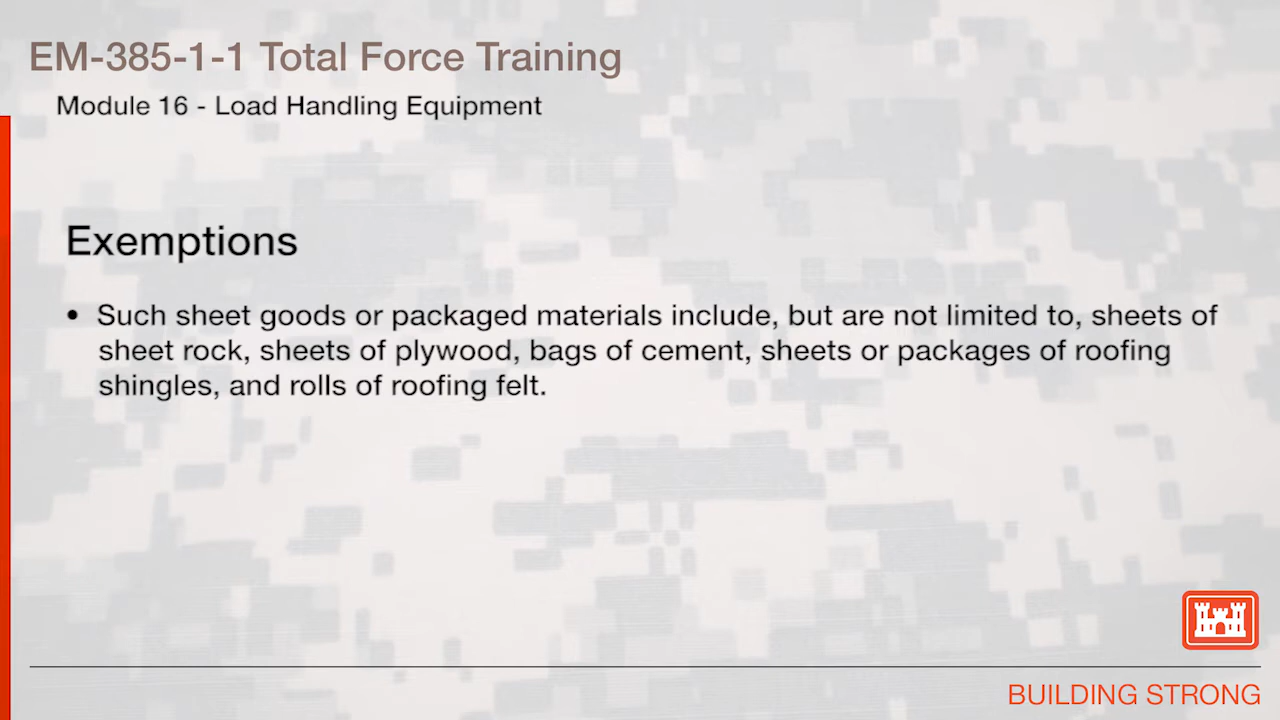 EM-385-1-1 Total Force Training
Module 16 - Load Handling Equipment
Exemptions
• Such sheet goods or packaged materials include, but are not limited to, sheets of
sheet rock, sheets of plywood, bags of cement, sheets or packages of roofing
shingles, and rolls of roofing felt.
BUILDING STRONG